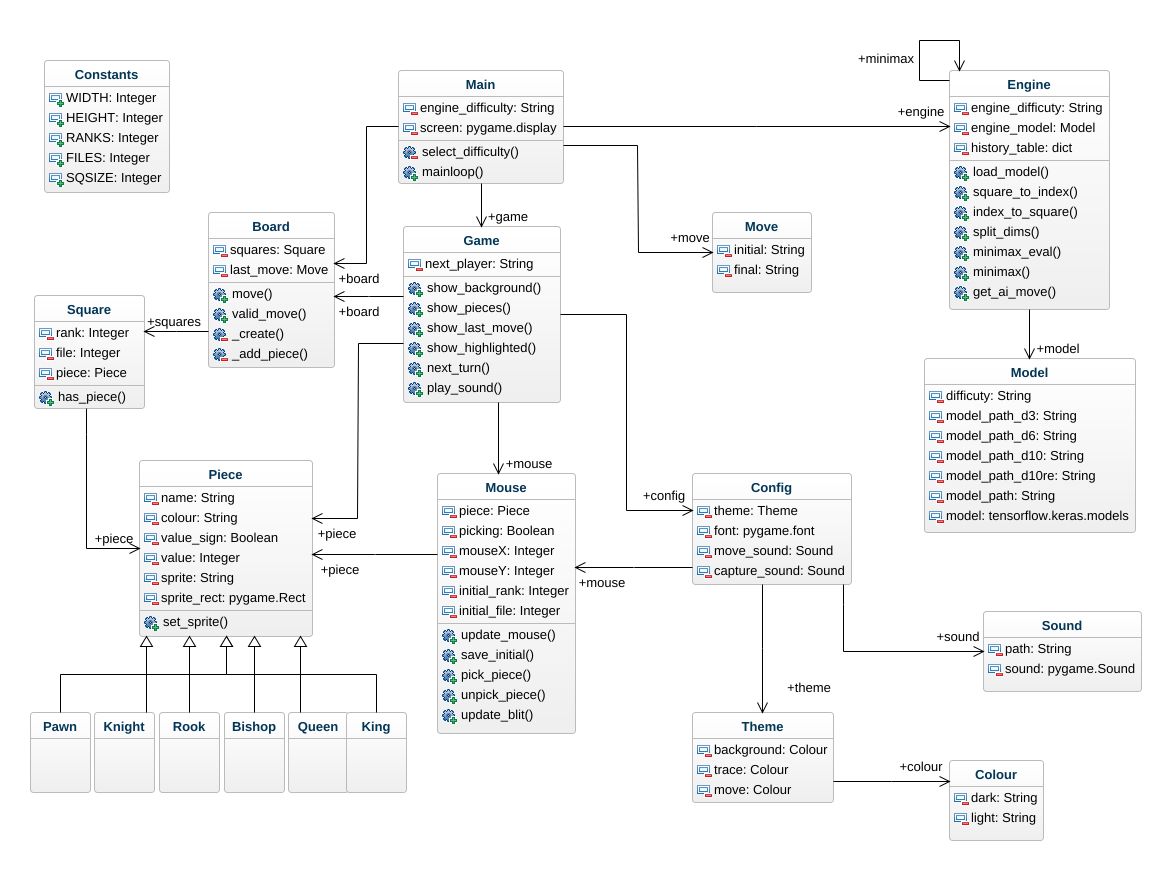 Constants
WIDTH: Integer
HEIGHT: Integer
RANKS: Integer
FILES: Integer
SQSIZE: Integer
Main
engine_difficulty: String
screen: pygame.display
select_difficulty()
mainloop()
+minimax
Engine
engine_difficuty: String
engine_model: Model
history_table: dict
load_model()
square_to_index()
index_to_square()
split_dims()
minimax_eval()
minimax()
get_ai_move()
+engine
+game
+move
Move
initial: String
final: String
Board
squares: Square
last_move: Move
move()
valid_move()
_create()
_add_piece()
+board
+board
Game
next_player: String
show_background()
show_pieces()
show_last_move()
show_highlighted()
next_turn()
play_sound()
Square
rank: Integer
file: Integer
piece: Piece
has_piece()
+squares
+model
Model
difficuty: String
model_path_d3: String
model_path_d6: String
model_path_d10: String
model_path_d10re: String
model_path: String
model: tensorflow.keras.models
Piece
name: String
colour: String
value_sign: Boolean
value: Integer
sprite: String
sprite_rect: pygame.Rect
set_sprite()
+piece
+piece
+piece
+mouse
Mouse
piece: Piece
picking: Boolean
mouseX: Integer
mouseY: Integer
initial_rank: Integer
initial_file: Integer
update_mouse()
save_initial()
pick_piece()
unpick_piece()
update_blit()
+config
+mouse
Config
theme: Theme
font: pygame.font
move_sound: Sound
capture_sound: Sound
+sound
Sound
path: String
sound: pygame.Sound
+theme
Theme
background: Colour
trace: Colour
move: Colour
+colour
Colour
dark: String
light: String
Pawn
Knight
Rook
Bishop
Queen
King